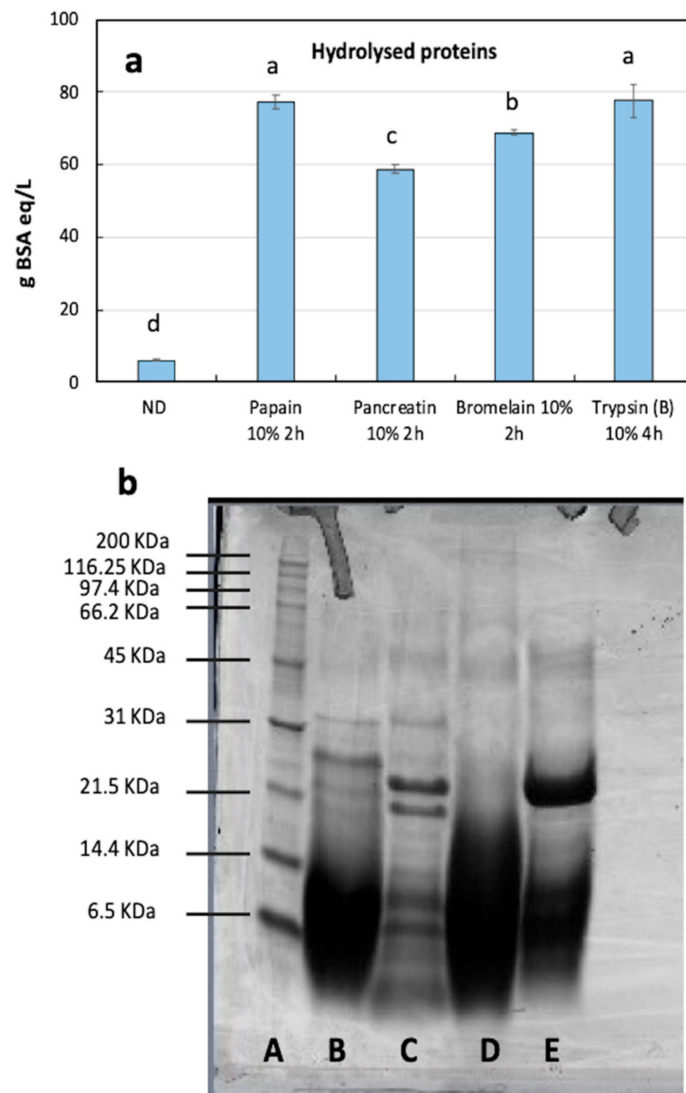 100
a
Hydrolysed proteins
a
a
80
b
c
60
g BSA eq/L
40
20
d
0
ND
Papain
10% 2h
Pancreatin
10% 2h
Bromelain 10%
2h
Trypsin (B)
10% 4h
b
200 KDa
116.25 KDa
97.4 KDa
66.2 KDa
45 KDa
31 KDa
21.5 KDa
14.4 KDa
6.5 KDa
A B C D E